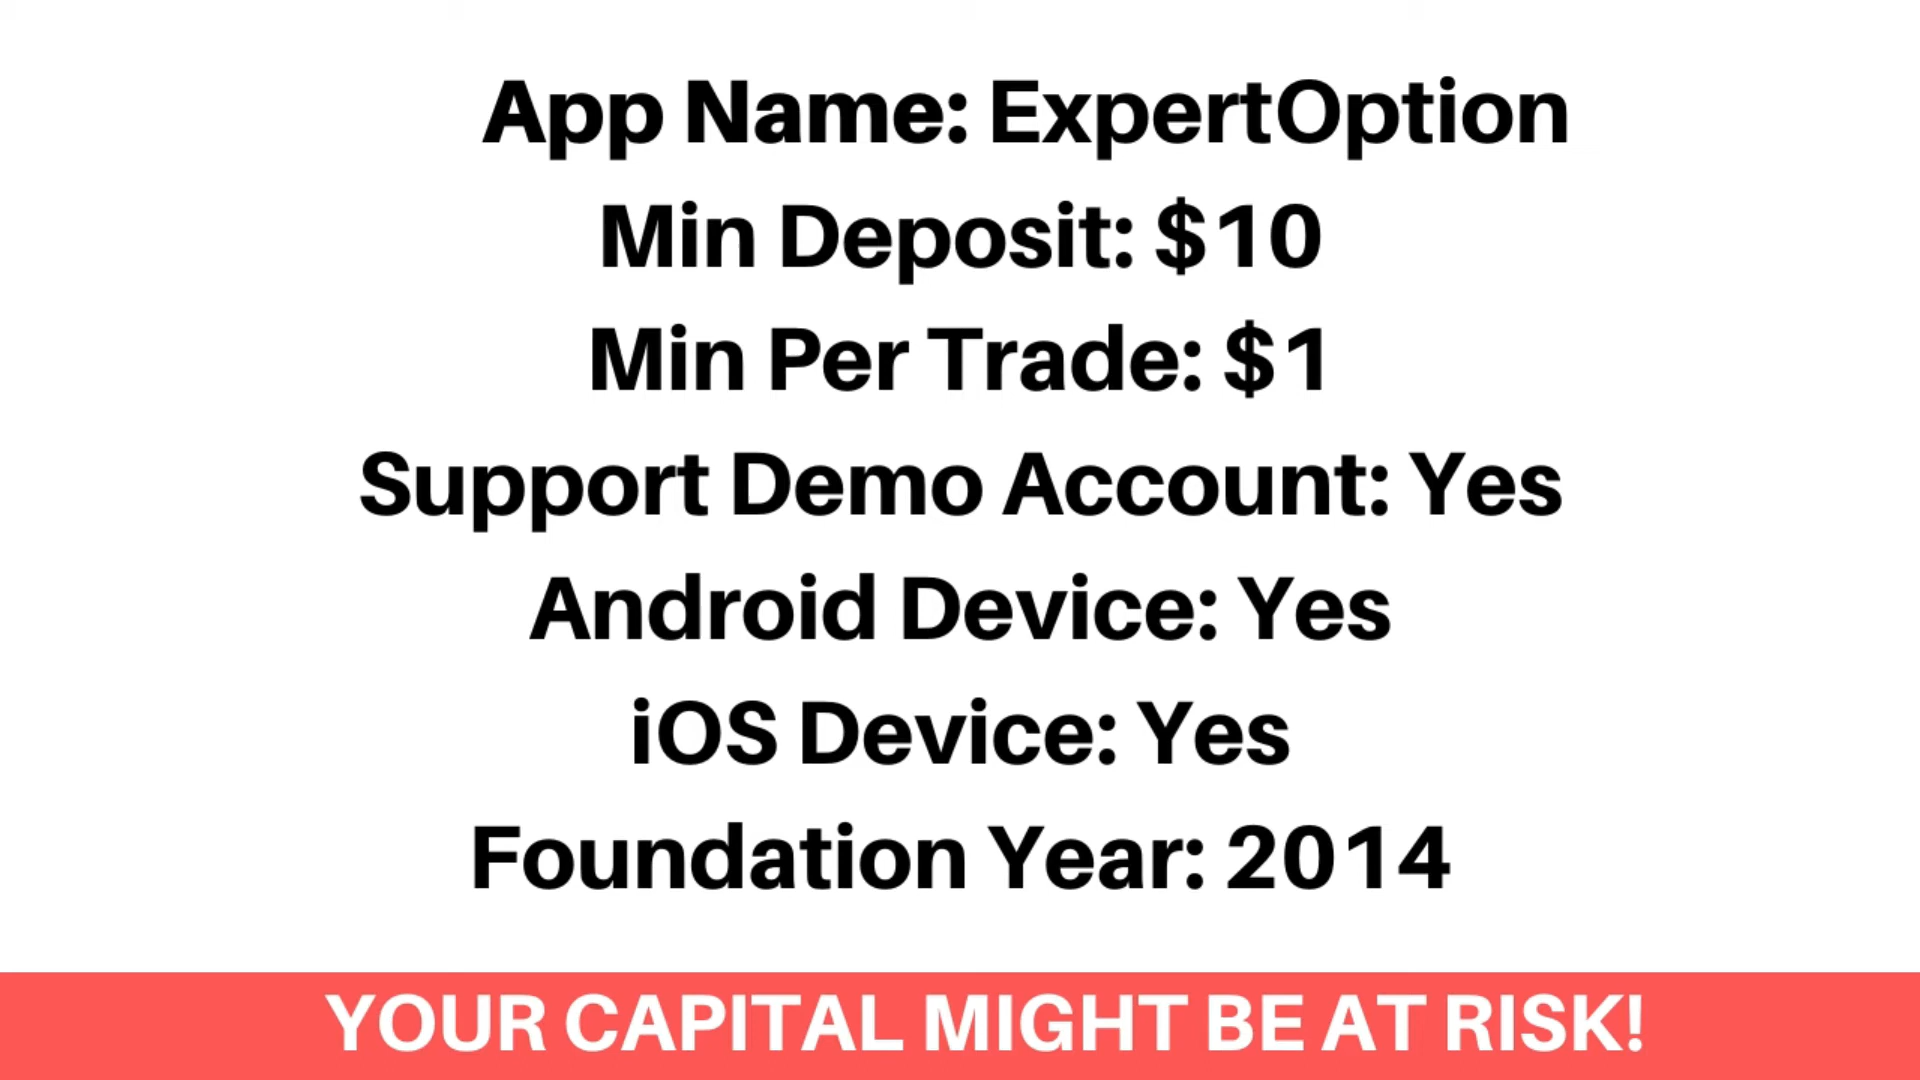 App Name: ExpertOption
Min Deposit: $10
Min Per Trade: $1
Support Demo Account: Yes
Android Device: Yes
iOS Device: Yes
Foundation Year: 2014
YOUR CAPITAL MIGHT BE AT RISK!